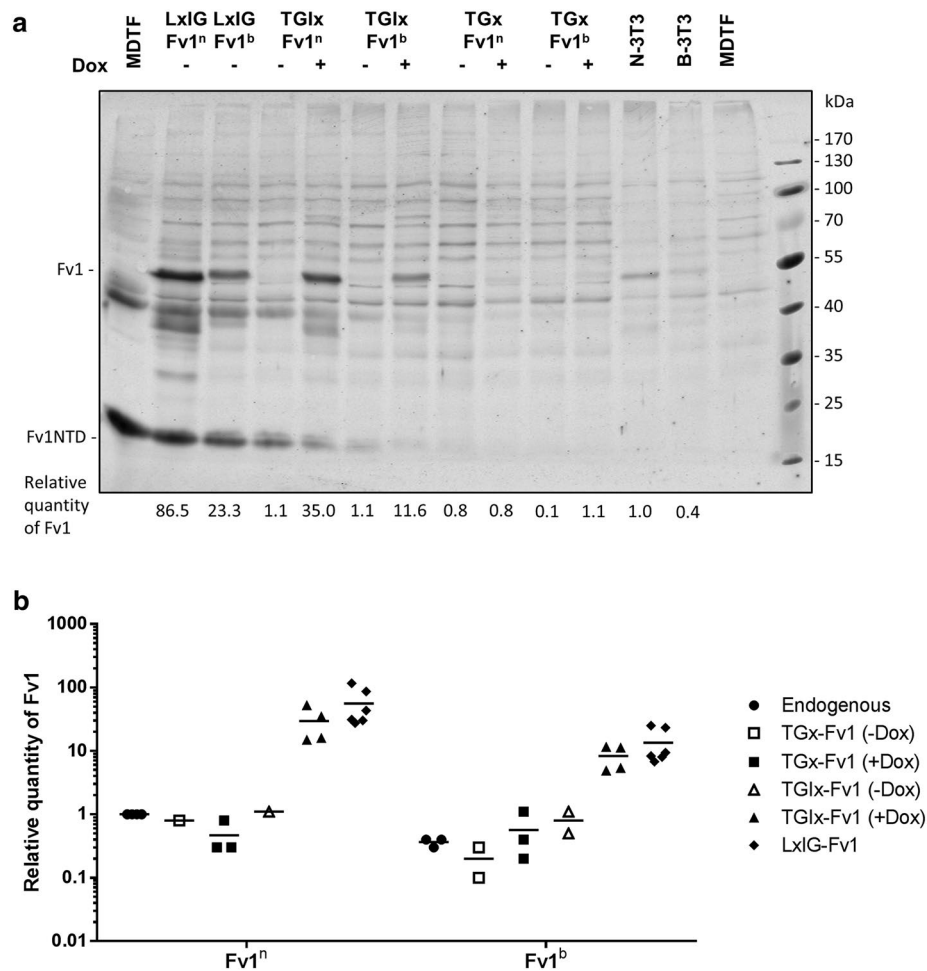 a
MDTF LxIG LxIG TGIx TGIx TGx TGx N-3T3 B-3T3 MDTF
Fv1ⁿ Fv1ᵇ Fv1ⁿ Fv1ᵇ Fv1ⁿ Fv1ᵇ
Dox - - - + - + - + - +
kDa
- 170
- 130
- 100
- 70
Fv1 - - 55
- 40
- 35
- 25
Fv1NTD -
- 15
Relative
quantity
of Fv1
86.5 23.3 1.1 35.0 1.1 11.6 0.8 0.8 0.1 1.1 1.0 0.4
b
Relative quantity of Fv1
1000
100
10
1
0.1
0.01
Fv1ⁿ Fv1ᵇ
Endogenous
TGx-Fv1 (-Dox)
TGx-Fv1 (+Dox)
TGIx-Fv1 (-Dox)
TGIx-Fv1 (+Dox)
LxIG-Fv1